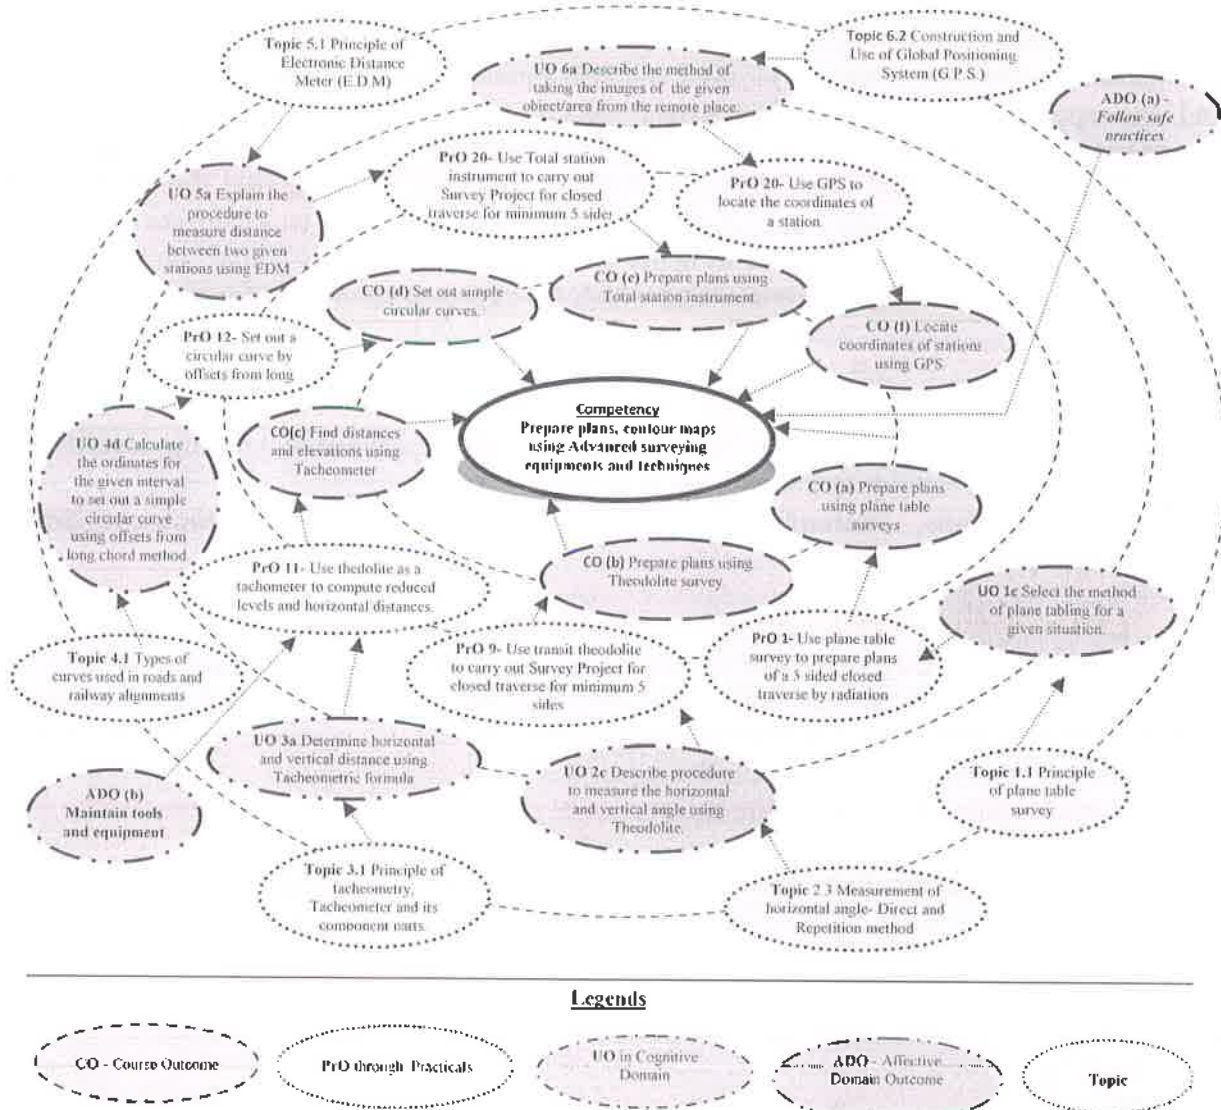 Topic 5.1 Principle of
Electronic Distance
Meter (E.D.M)
UO 6a Describe the method of
taking the images of the given
object/area from the remote place.
Topic 6.2 Construction and
Use of Global Positioning
System (G.P.S.)
ADO (a) -
Follow safe
practices
PrO 20- Use Total station
instrument to carry out
Survey Project for closed
traverse for minimum 5 sides
PrO 20- Use GPS to
locate the coordinates of
a station.
UO 5a Explain the
procedure to
measure distance
between two given
stations using EDM
CO (d) Set out simple
circular curves.
CO (e) Prepare plans using
Total station instrument
CO (f) Locate
coordinates of stations
using GPS
PrO 12- Set out a
circular curve by
offsets from long
Competency
Prepare plans, contour maps
using Advanced surveying
equipments and techniques
UO 4d Calculate
the ordinates for
the given interval
to set out a simple
circular curve
using offsets from
long chord method
CO(c) Find distances
and elevations using
Tacheometer
CO (a) Prepare plans
using plane table
surveys
CO (b) Prepare plans using
Theodolite survey
PrO 11- Use thedolite as a
tachometer to compute reduced
levels and horizontal distances.
UO 1c Select the method
of plane tabling for a
given situation.
Topic 4.1 Types of
curves used in roads and
railway alignments
PrO 9- Use transit theodolite
to carry out Survey Project for
closed traverse for minimum 5
sides
PrO 1- Use plane table
survey to prepare plans
of a 5 sided closed
traverse by radiation
UO 3a Determine horizontal
and vertical distance using
Tacheometric formula
UO 2c Describe procedure
to measure the horizontal
and vertical angle using
Theodolite.
Topic 1.1 Principle
of plane table
survey
ADO (b)
Maintain tools
and equipment
Topic 3.1 Principle of
tacheometry,
Tacheometer and its
component parts.
Topic 2.3 Measurement of
horizontal angle- Direct and
Repetition method
Legends
CO - Course Outcome
PrO through Practicals
UO in Cognitive
Domain
ADO - Affective
Domain Outcome
Topic